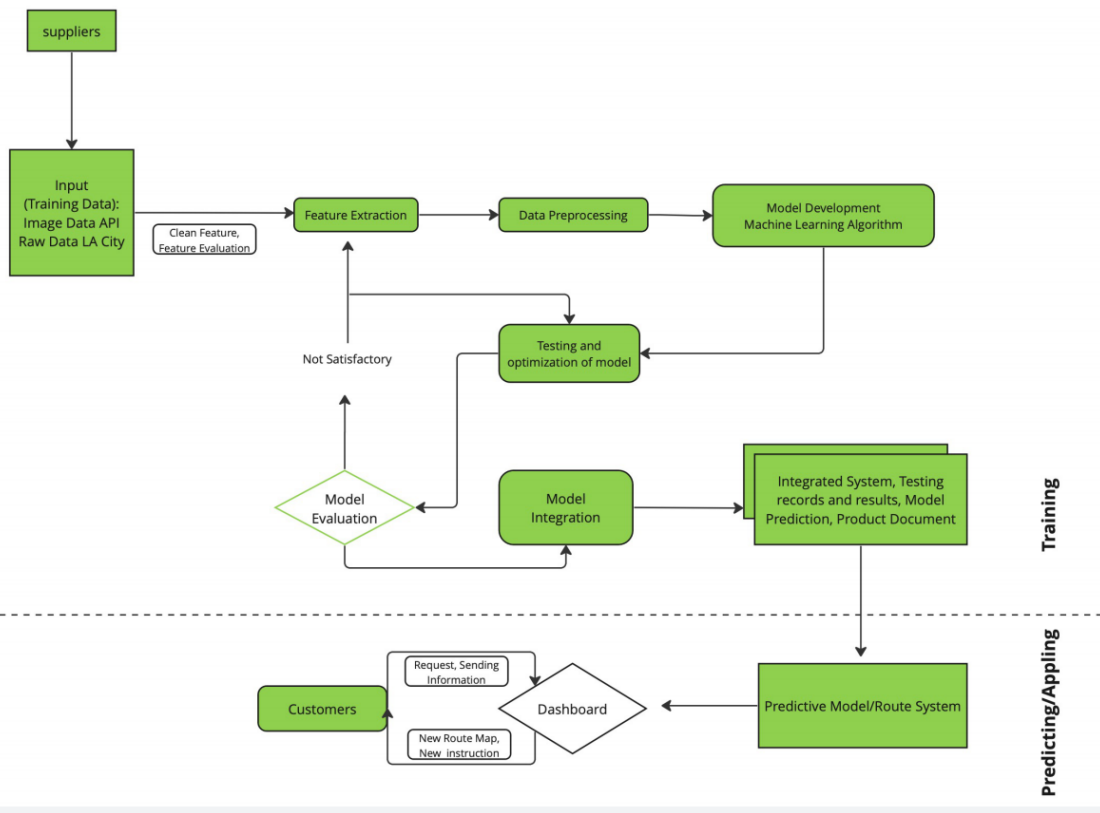 suppliers
Input
(Training Data):
Image Data API
Raw Data LA City
Clean Feature,
Feature Evaluation
Feature Extraction
Data Preprocessing
Model Development
Machine Learning Algorithm
Testing and
optimization of model
Not Satisfactory
Model
Evaluation
Model
Integration
Integrated System, Testing
records and results, Model
Prediction, Product Document
Training
Predicting/Appling
Request, Sending
Information
Customers
Dashboard
Predictive Model/Route System
New Route Map,
New instruction